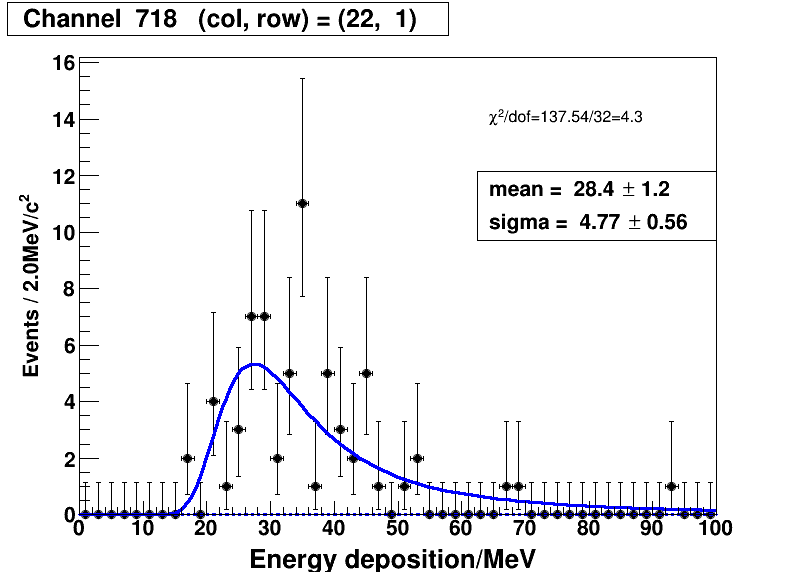 Channel 718 (col, row) = (22, 1)
χ²/dof=137.54/32=4.3
mean = 28.4 ± 1.2
sigma = 4.77 ± 0.56
Events / 2.0MeV/c²
16
14
12
10
8
6
4
2
0
0 10 20 30 40 50 60 70 80 90 100
Energy deposition/MeV